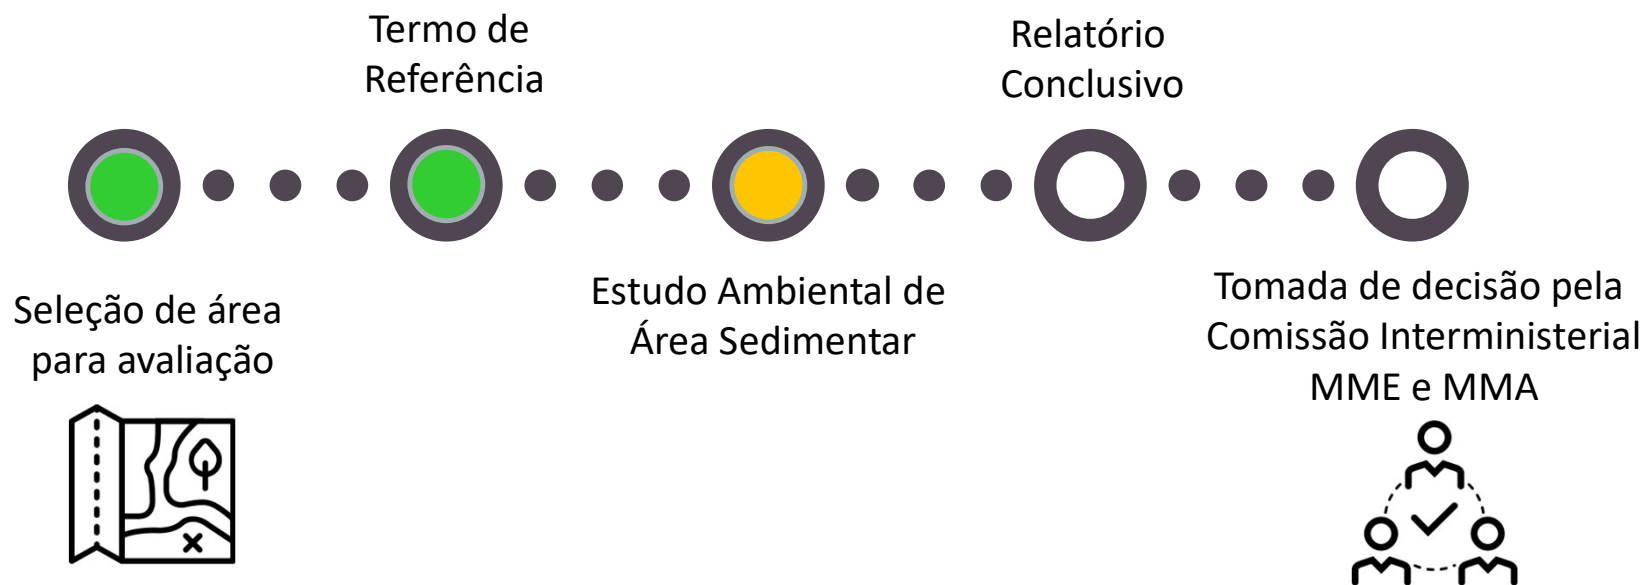 Termo de
Referência
Relatório
Conclusivo
Seleção de área
para avaliação
Estudo Ambiental de
Área Sedimentar
Tomada de decisão pela
Comissão Interministerial
MME e MMA